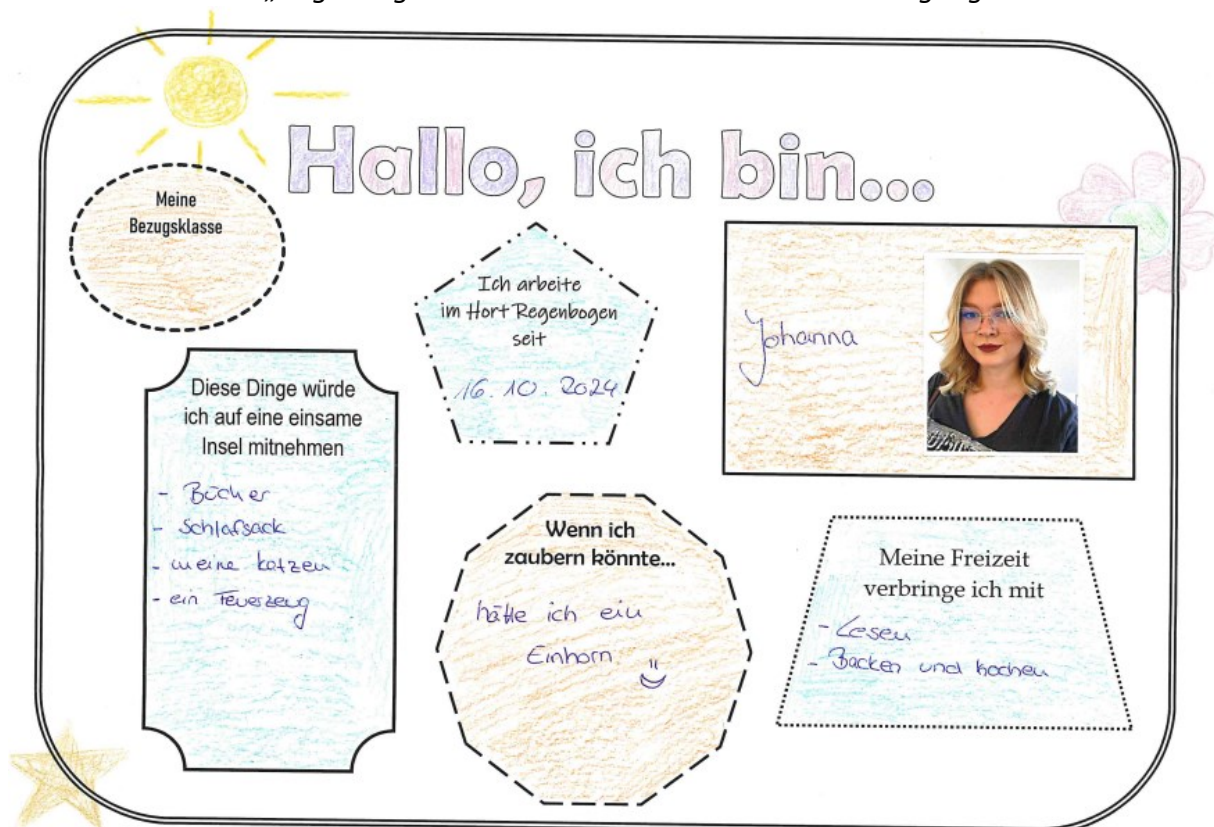 Hallo, ich bin...
Meine
Bezugsklasse
Ich arbeite
im Hort Regenbogen
seit
16.10.2024
Johanna
Diese Dinge würde
ich auf eine einsame
Insel mitnehmen
- Bücher
- Schlafsack
- meine katzen
- ein Feuerzeug
Wenn ich
zaubern könnte...
hätte ich ein
Einhorn
Meine Freizeit
verbringe ich mit
- Lesen
- Backen und kochen